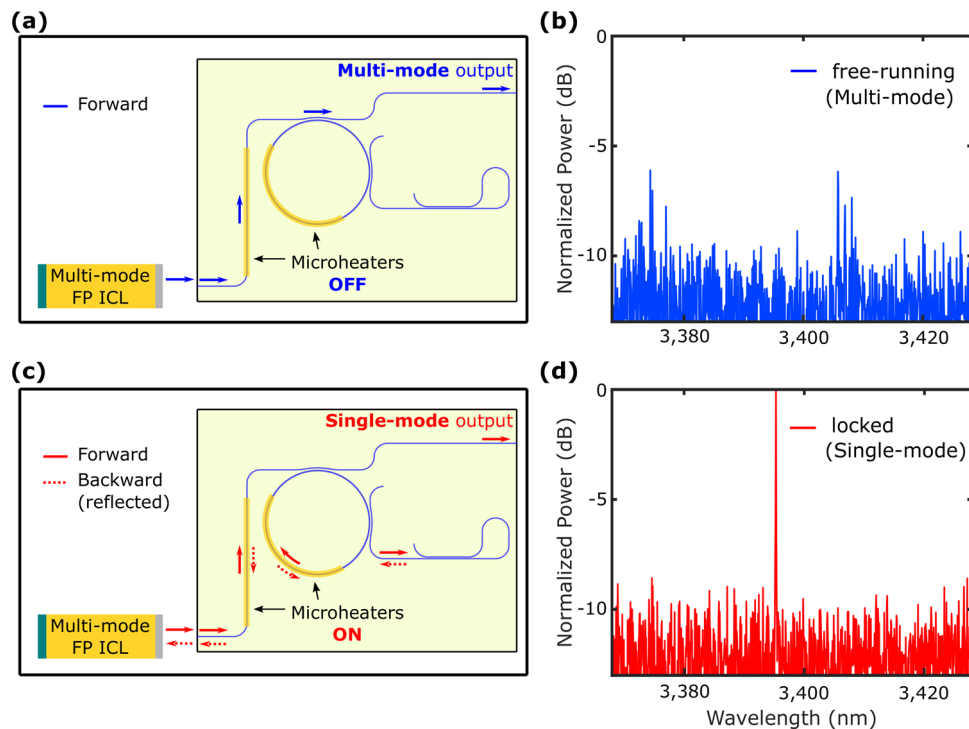 (a)
Forward
Multi-mode output
Microheaters
OFF
Multi-mode
FP ICL
(b)
Normalized Power (dB)
0
-5
-10
free-running
(Multi-mode)
3,380
3,400
3,420
(c)
Forward
Backward
(reflected)
Single-mode output
Microheaters
ON
Multi-mode
FP ICL
(d)
Normalized Power (dB)
0
-5
-10
locked
(Single-mode)
3,380
3,400
3,420
Wavelength (nm)